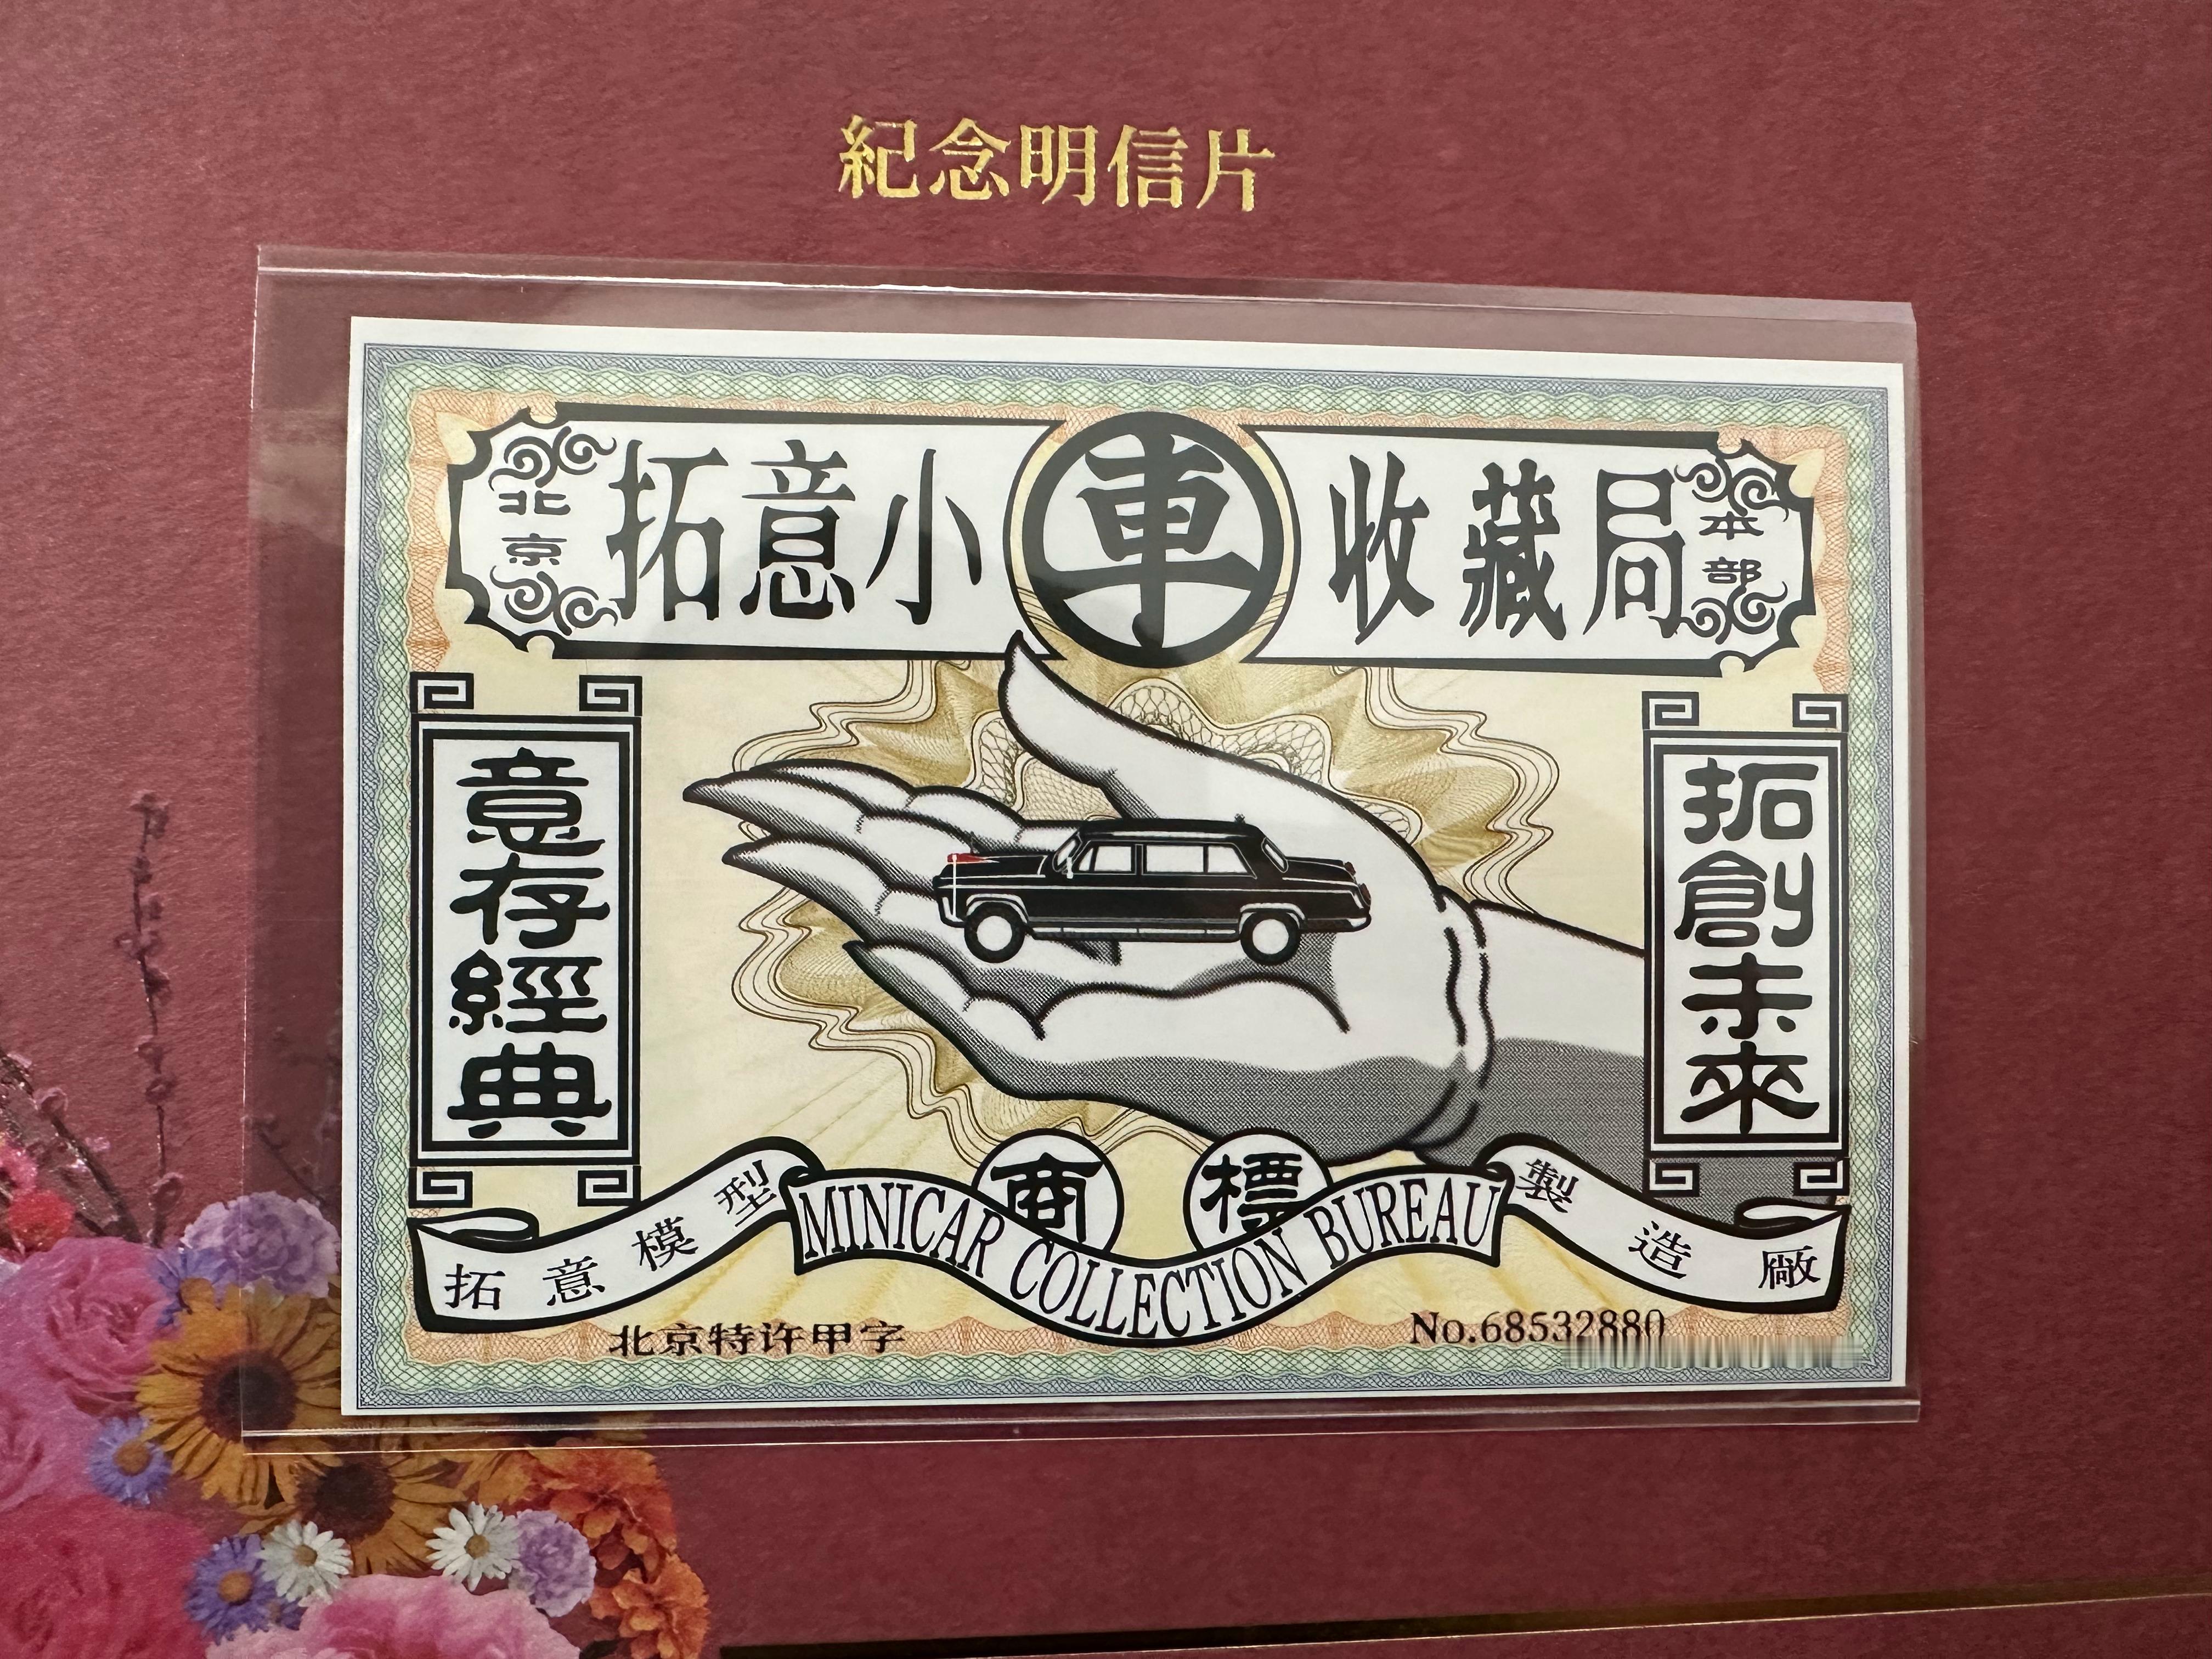 紀念明信片
北京
拓意小車收藏局
本部
拓創未來
意存經典
商標
拓意模型
MINICAR COLLECTION BUREAU
製造廠
北京特许甲字
No.68532880